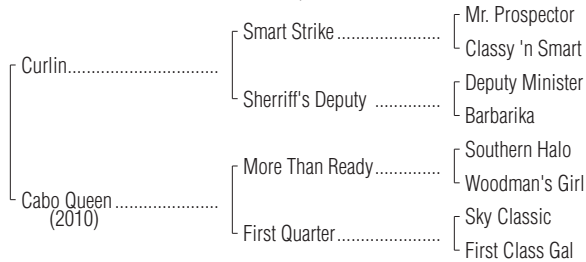 Mr. Prospector
Smart Strike
Classy 'n Smart
Curlin
Deputy Minister
Sherriff's Deputy
Barbarika
Southern Halo
More Than Ready
Woodman's Girl
Cabo Queen
(2010)
Sky Classic
First Quarter
First Class Gal